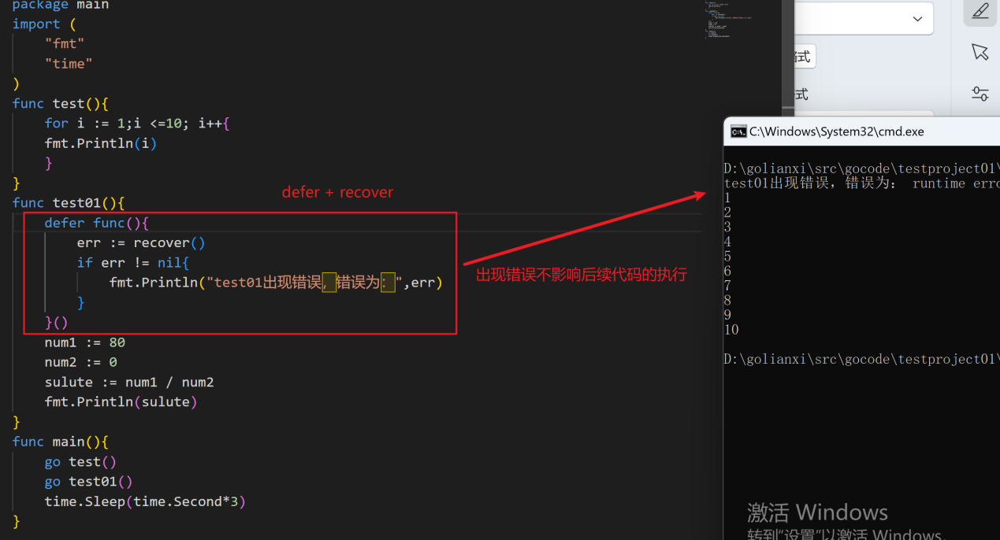 package main
import (
"fmt"
"time"
)
func test(){
for i := 1;i <=10; i++{
fmt.Println(i)
}
}
func test01(){
defer func(){
err := recover()
if err != nil{
fmt.Println("test01出现错误，错误为：",err)
}
}()
num1 := 80
num2 := 0
sulute := num1 / num2
fmt.Println(sulute)
}
func main(){
go test()
go test01()
time.Sleep(time.Second*3)
}
defer + recover
出现错误不影响后续代码的执行
式
式
C:\Windows\System32\cmd.exe
D:\golianxi\src\gocode\testproject01\
test01出现错误，错误为： runtime erro
1
2
3
4
5
6
7
8
9
10
D:\golianxi\src\gocode\testproject01\
激活 Windows
转到"设置"以激活 Windows。